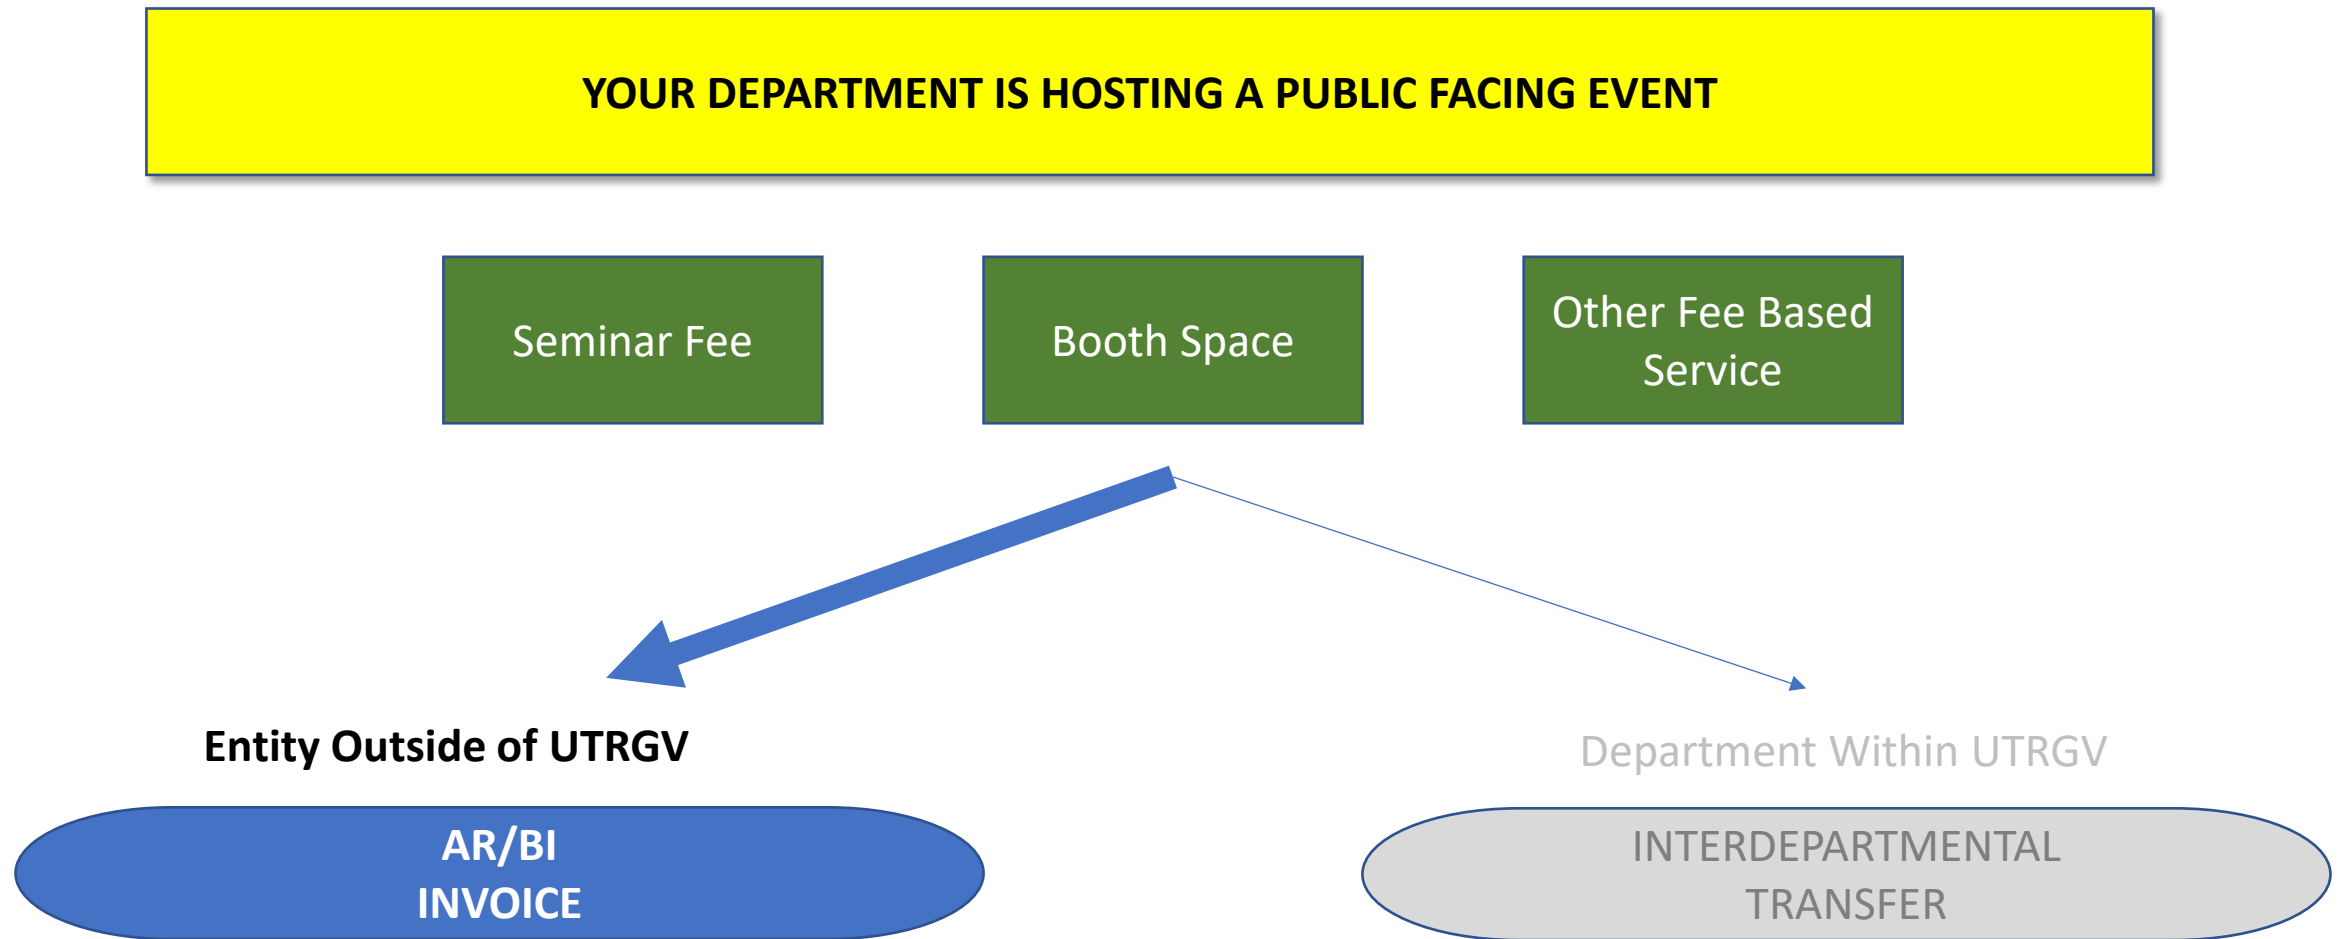 YOUR DEPARTMENT IS HOSTING A PUBLIC FACING EVENT
Seminar Fee
Booth Space
Other Fee Based
Service
Entity Outside of UTRGV
Department Within UTRGV
AR/BI
INVOICE
INTERDEPARTMENTAL
TRANSFER